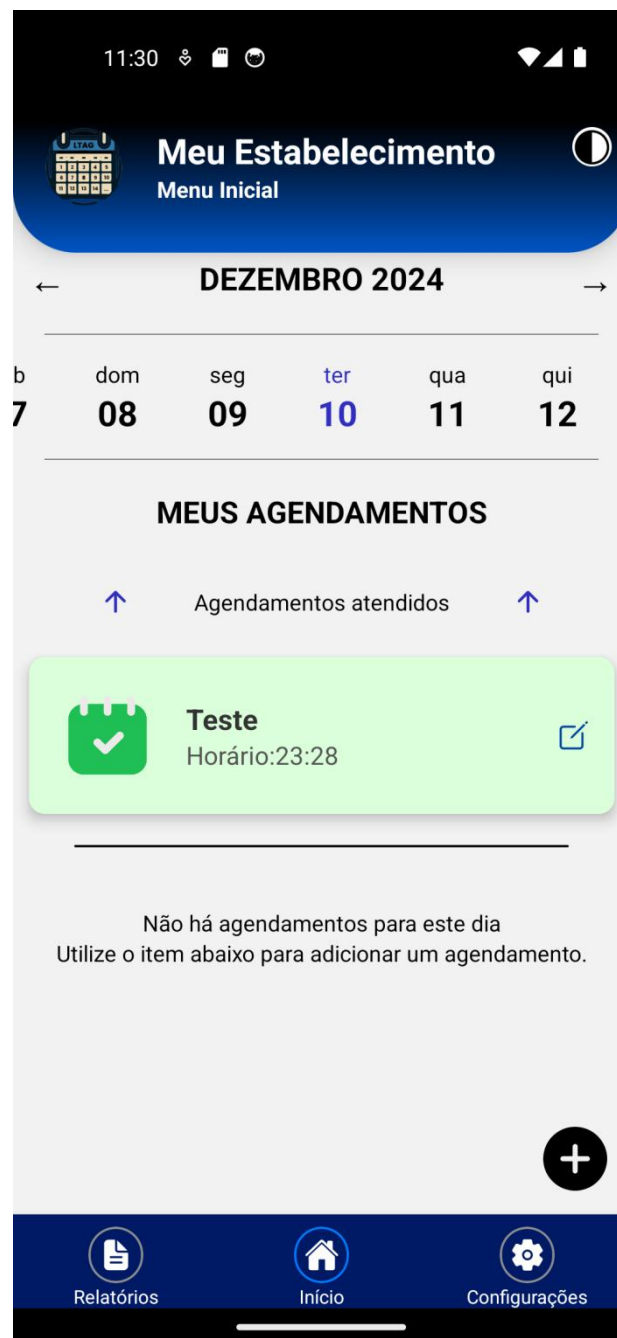 11:30
LTAG
Meu Estabelecimento
Menu Inicial
← DEZEMBRO 2024 →
b dom seg ter qua qui
7 08 09 10 11 12
MEUS AGENDAMENTOS
↑ Agendamentos atendidos ↑
Teste
Horário:23:28
Não há agendamentos para este dia
Utilize o item abaixo para adicionar um agendamento.
+
Relatórios Início Configurações